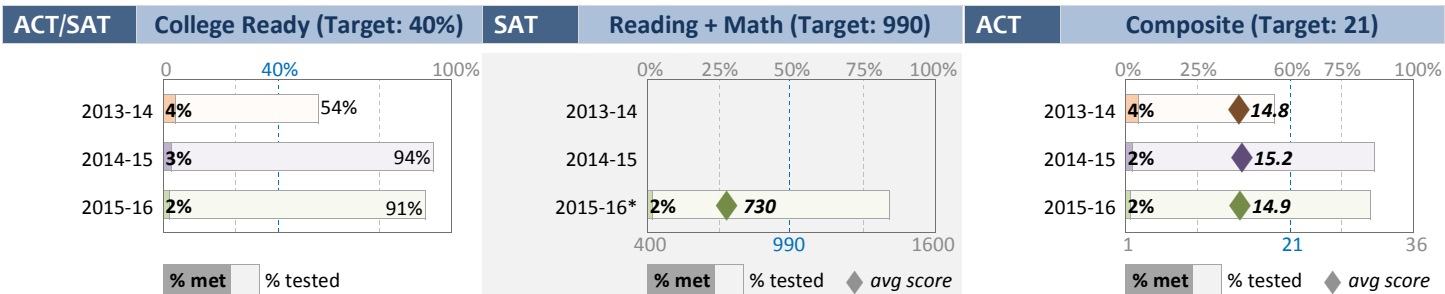 ACT/SAT College Ready (Target: 40%)
0 40% 100%
2013-14 4% 54%
2014-15 3% 94%
2015-16 2% 91%
% met % tested
SAT Reading + Math (Target: 990)
0% 25% 50% 75% 100%
2013-14
2014-15
2015-16* 2% 730
400 990 1600
% met % tested avg score
ACT Composite (Target: 21)
0% 25% 60% 75% 100%
2013-14 4% 14.8
2014-15 2% 15.2
2015-16 2% 14.9
1 21 36
% met % tested avg score